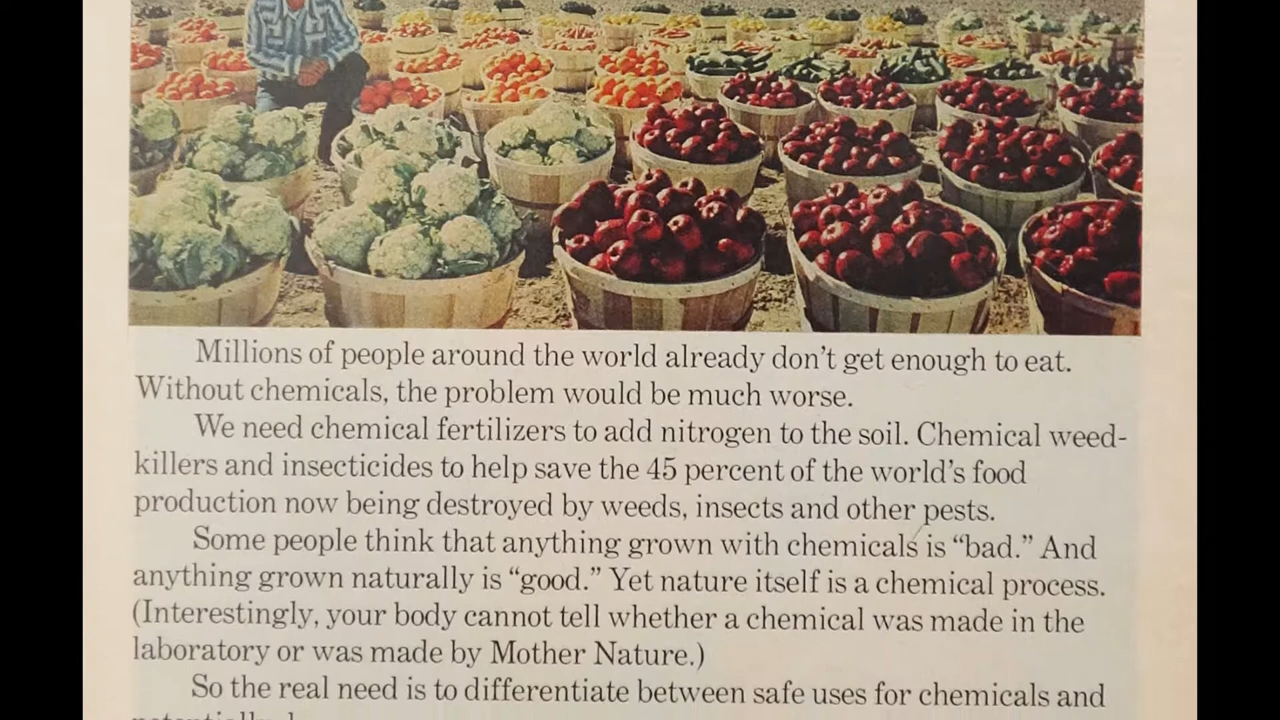 Millions of people around the world already don't get enough to eat.
Without chemicals, the problem would be much worse.
We need chemical fertilizers to add nitrogen to the soil. Chemical weed-
killers and insecticides to help save the 45 percent of the world's food
production now being destroyed by weeds, insects and other pests.
Some people think that anything grown with chemicals is “bad.” And
anything grown naturally is “good.” Yet nature itself is a chemical process.
(Interestingly, your body cannot tell whether a chemical was made in the
laboratory or was made by Mother Nature.)
So the real need is to differentiate between safe uses for chemicals and